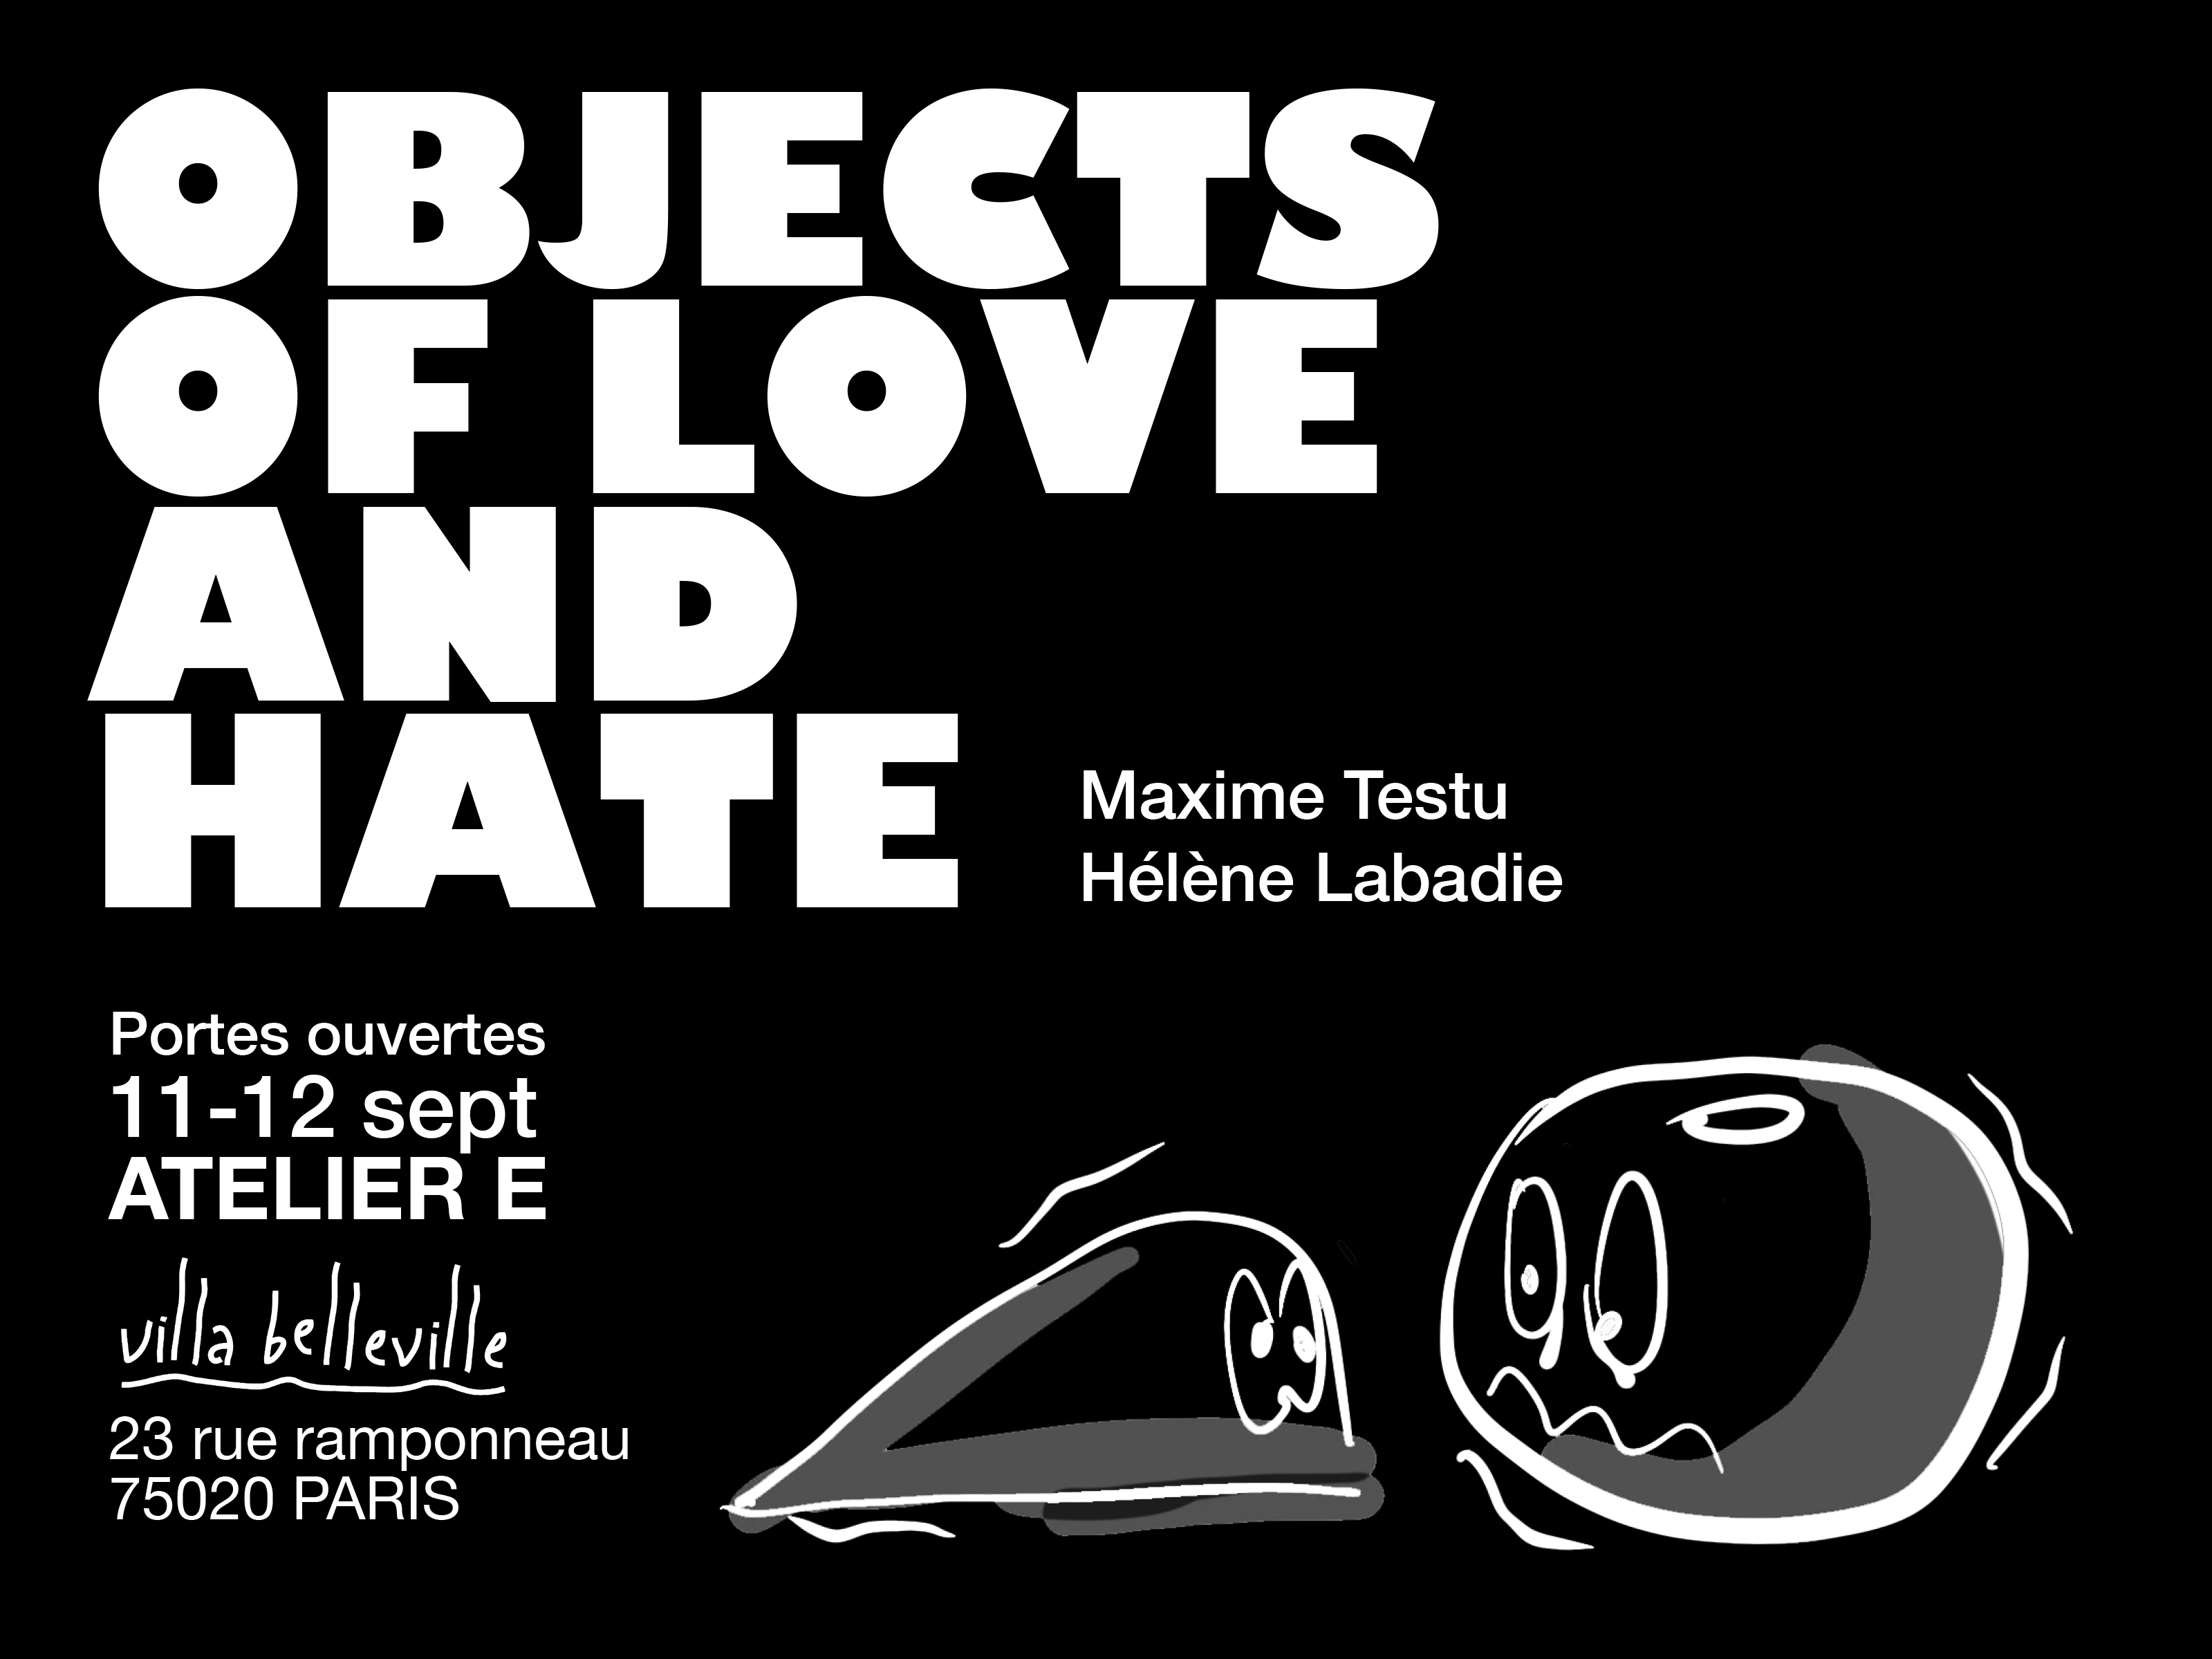 OBJECTS
OF LOVE
AND
HATE
Maxime Testu
Hélène Labadie
Portes ouvertes
11-12 sept
ATELIER E
villa belleville
23 rue ramponneau
75020 PARIS